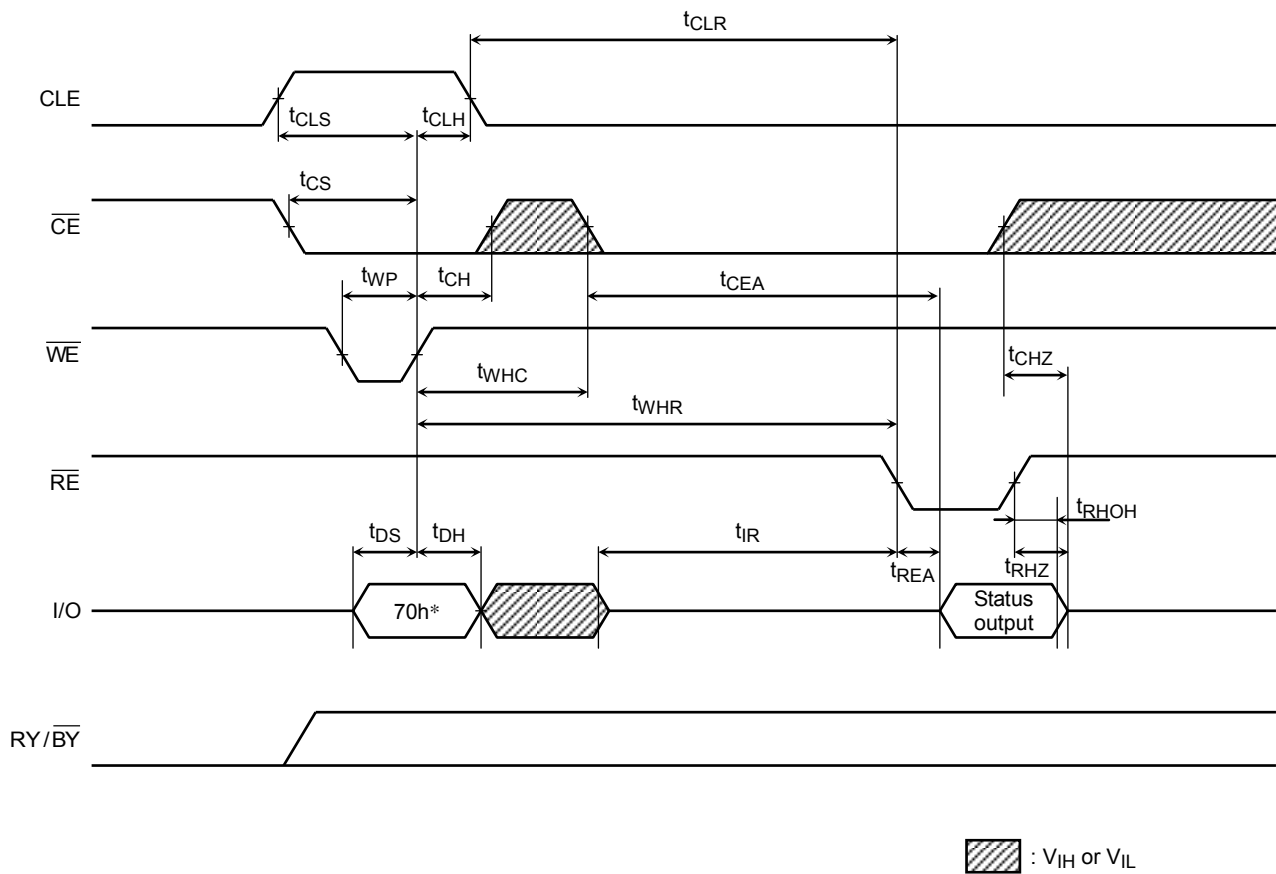 tCLR
CLE
tCLS
tCLH
tCS
CE
tWP
tCH
tCEA
WE
tCHZ
tWHC
tWHR
RE
tRHOH
tDS
tDH
tIR
tREA
tRHZ
I/O
70h*
Status
output
RY/BY
: VIH or VIL